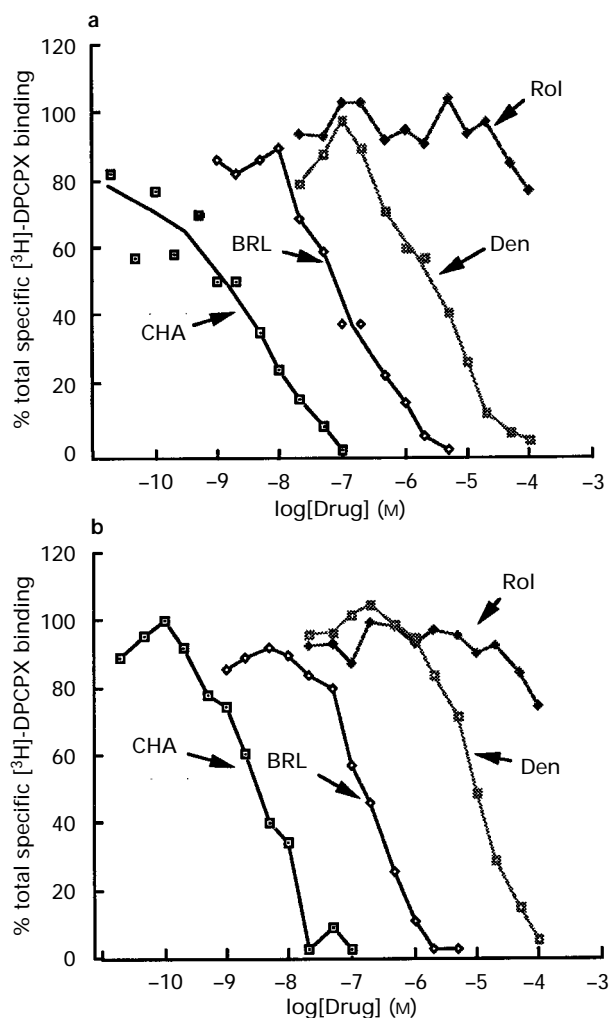 a
% total specific [³H]-DPCPX binding
120
100
80
60
40
20
0
Rol
BRL
Den
CHA
−10 −9 −8 −7 −6 −5 −4 −3
log[Drug] (M)
b
% total specific [³H]-DPCPX binding
120
100
80
60
40
20
0
Rol
CHA
BRL
Den
−10 −9 −8 −7 −6 −5 −4 −3
log[Drug] (M)